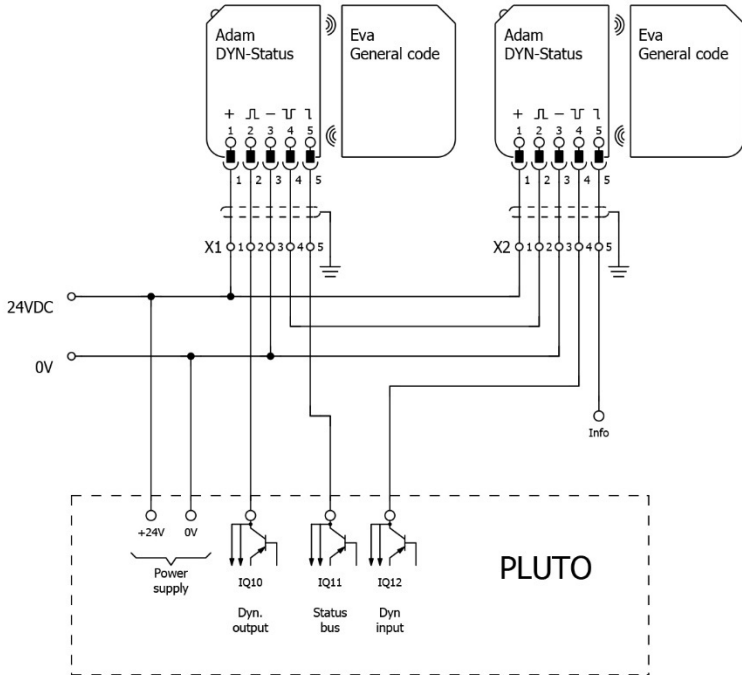 Adam
DYN-Status
Eva
General code
Adam
DYN-Status
Eva
General code
+ –
1 2 3 4 5
+ –
1 2 3 4 5
1 2 3 4 5
1 2 3 4 5
X1 1 2 3 4 5
X2 1 2 3 4 5
24VDC
0V
Info
+24V 0V
Power
supply
IQ10
Dyn.
output
IQ11
Status
bus
IQ12
Dyn
input
PLUTO